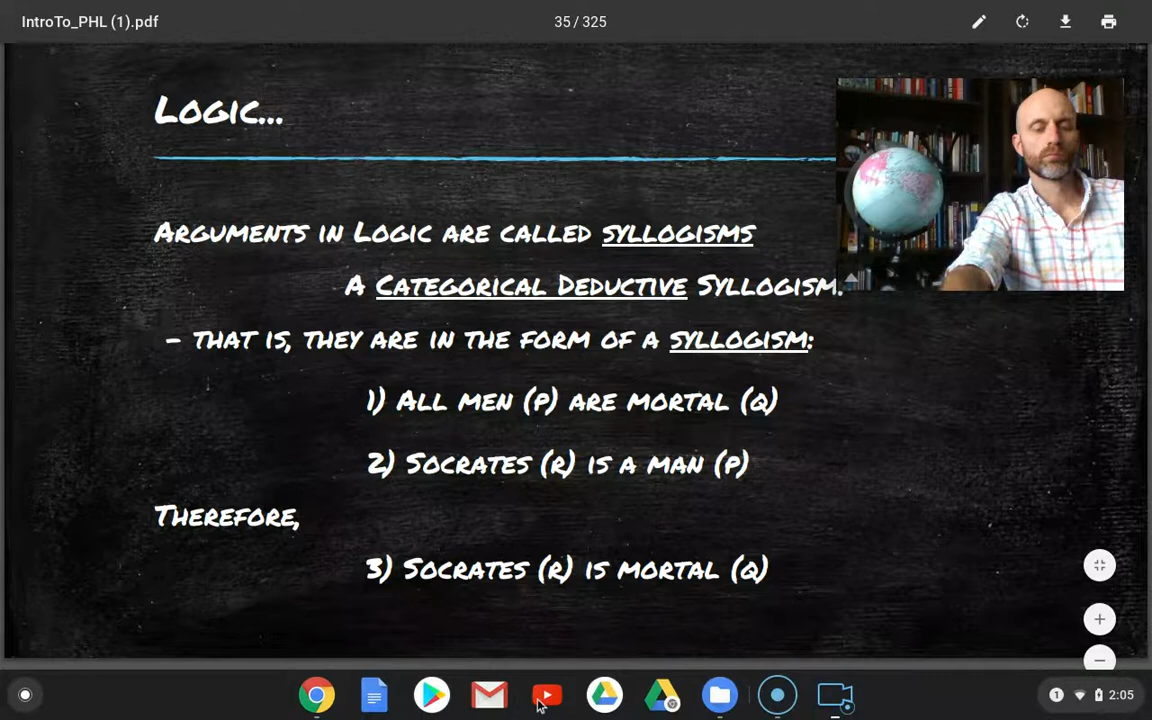 IntroTo_PHL (1).pdf
35 / 325
Logic...
Arguments in Logic are called syllogisms
A Categorical Deductive Syllogism.
- that is, they are in the form of a syllogism:
1) All men (p) are mortal (q)
2) Socrates (r) is a man (p)
Therefore,
3) Socrates (r) is mortal (q)
1
2:05